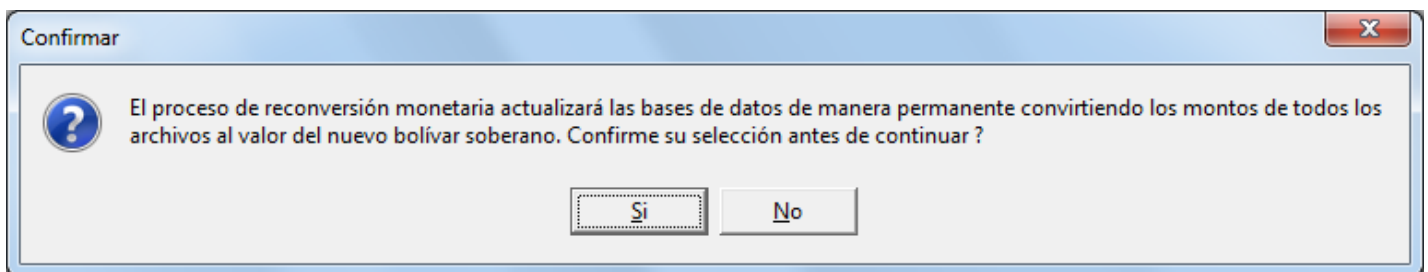 Confirmar
El proceso de reconversión monetaria actualizará las bases de datos de manera permanente convirtiendo los montos de todos los
archivos al valor del nuevo bolívar soberano. Confirme su selección antes de continuar ?
Si No